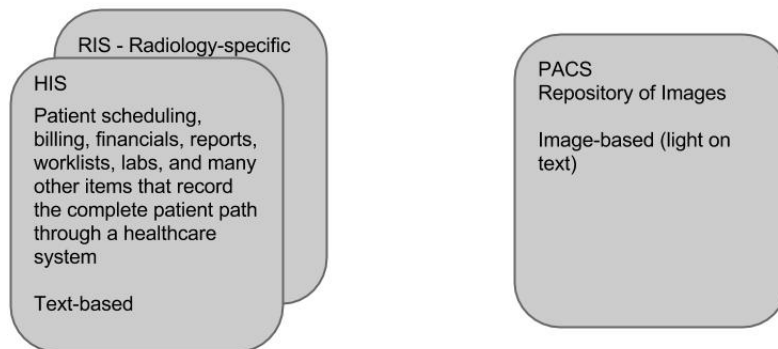 RIS - Radiology-specific
HIS
Patient scheduling,
billing, financials, reports,
worklists, labs, and many
other items that record
the complete patient path
through a healthcare
system
Text-based
PACS
Repository of Images
Image-based (light on
text)